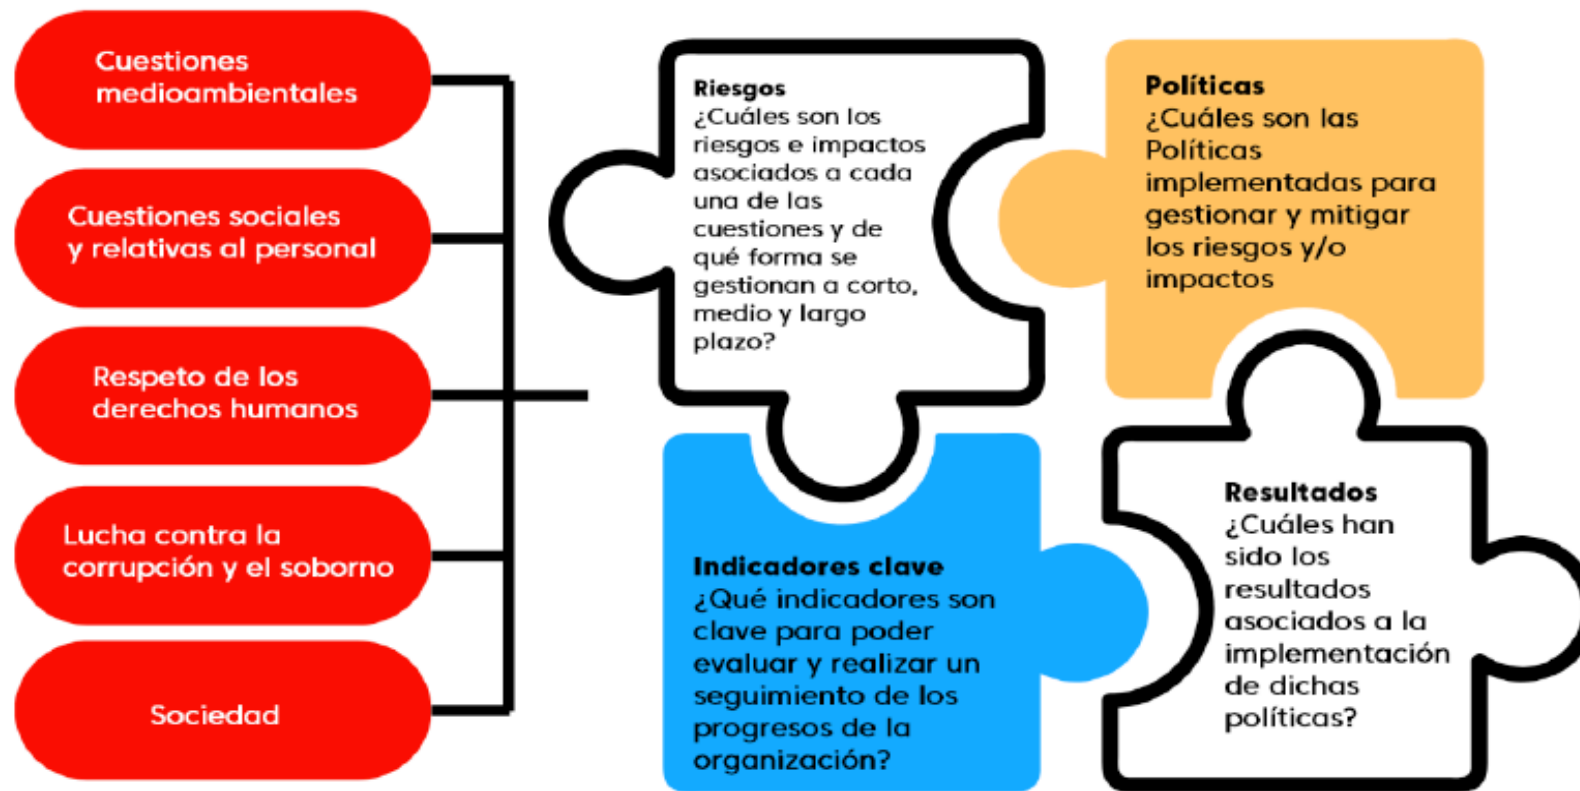 Cuestiones
medioambientales
Cuestiones sociales
y relativas al personal
Respeto de los
derechos humanos
Lucha contra la
corrupción y el soborno
Sociedad
Riesgos
¿Cuáles son los
riesgos e impactos
asociados a cada
una de las
cuestiones y de
qué forma se
gestionan a corto,
medio y largo
plazo?
Políticas
¿Cuáles son las
Políticas
implementadas para
gestionar y mitigar
los riesgos y/o
impactos
Indicadores clave
¿Qué indicadores son
clave para poder
evaluar y realizar un
seguimiento de los
progresos de la
organización?
Resultados
¿Cuáles han
sido los
resultados
asociados a la
implementación
de dichas
políticas?